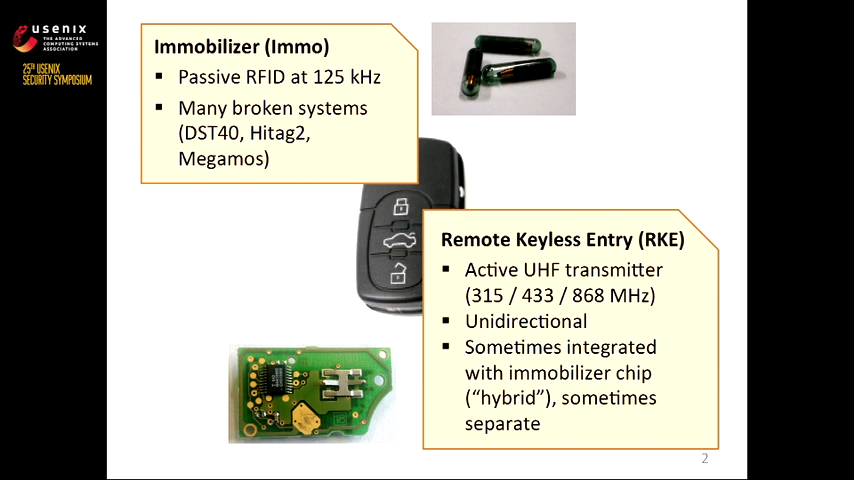 usenix
THE ADVANCED
COMPUTING SYSTEMS
ASSOCIATION
25TH USENIX
SECURITY SYMPOSIUM
Immobilizer (Immo)
▪ Passive RFID at 125 kHz
▪ Many broken systems
(DST40, Hitag2,
Megamos)
Remote Keyless Entry (RKE)
▪ Active UHF transmitter
(315 / 433 / 868 MHz)
▪ Unidirectional
▪ Sometimes integrated
with immobilizer chip
(“hybrid”), sometimes
separate
2